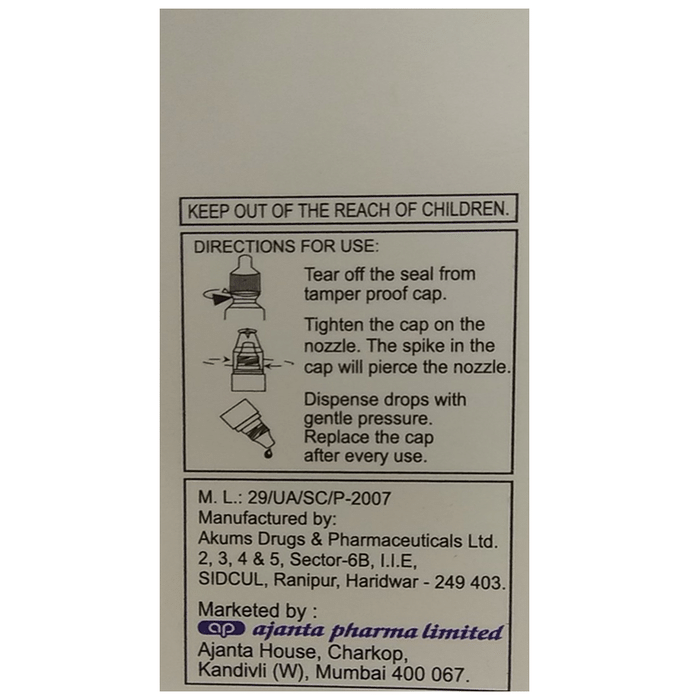 KEEP OUT OF THE REACH OF CHILDREN.
DIRECTIONS FOR USE:
Tear off the seal from
tamper proof cap.
Tighten the cap on the
nozzle. The spike in the
cap will pierce the nozzle.
Dispense drops with
gentle pressure.
Replace the cap
after every use.
M. L.: 29/UA/SC/P-2007
Manufactured by:
Akums Drugs & Pharmaceuticals Ltd.
2, 3, 4 & 5, Sector-6B, I.I.E,
SIDCUL, Ranipur, Haridwar - 249 403.
Marketed by :
ap ajanta pharma limited
Ajanta House, Charkop,
Kandivli (W), Mumbai 400 067.